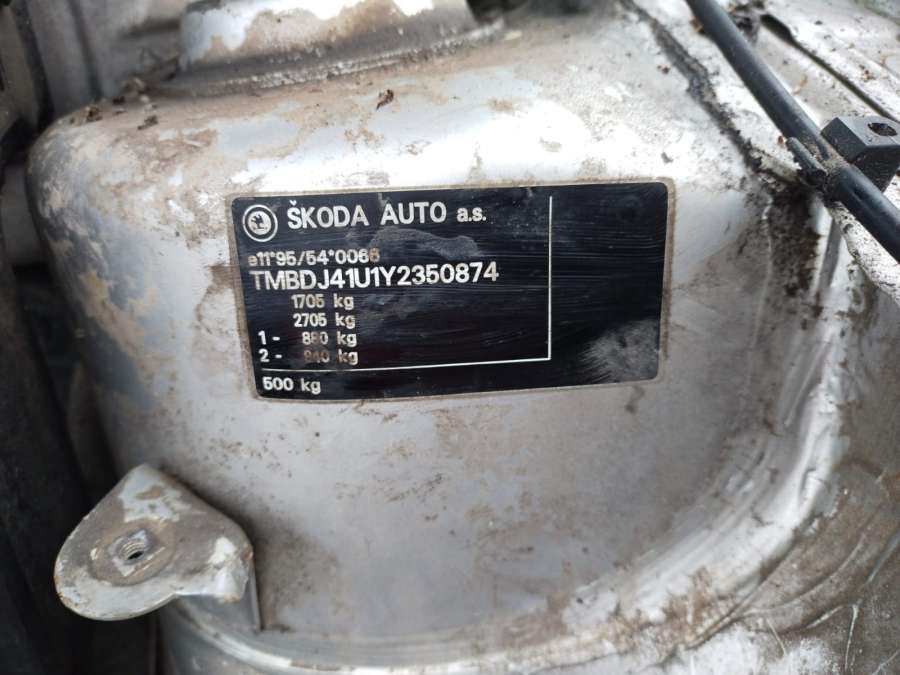 ŠKODA AUTO a.s.
e11*95/54*0066
TMBDJ41U1Y2350874
1705 kg
2705 kg
1 - 880 kg
2 - 940 kg
500 kg